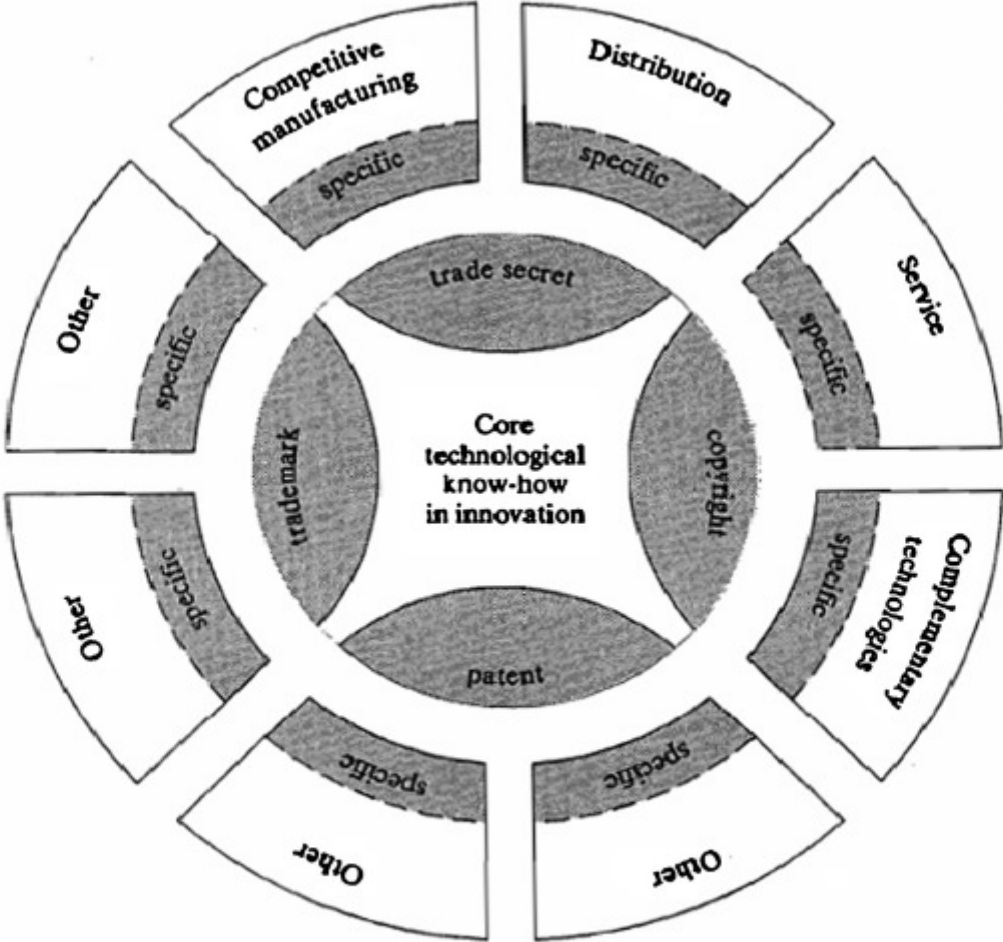 Competitive
manufacturing
specific
Distribution
specific
Service
specific
Complementary
technologies
specific
Other
specific
Other
specific
Other
specific
Other
specific
trade secret
copyright
patent
trademark
Core
technological
know-how
in innovation